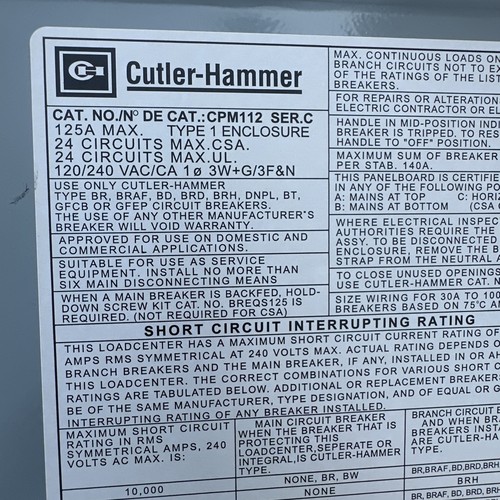 CH Cutler-Hammer
CAT. NO./Nº DE CAT.:CPM112 SER.C
125A MAX. TYPE 1 ENCLOSURE
24 CIRCUITS MAX.CSA.
24 CIRCUITS MAX.UL.
120/240 VAC/CA 1ø 3W+G/3F&N
USE ONLY CUTLER-HAMMER
TYPE BR, BRAF, BD, BRD, BRH, DNPL, BT,
GFCB OR GFEP CIRCUIT BREAKERS.
THE USE OF ANY OTHER MANUFACTURER'S
BREAKER WILL VOID WARRANTY.
APPROVED FOR USE ON DOMESTIC AND
COMMERCIAL APPLICATIONS.
SUITABLE FOR USE AS SERVICE
EQUIPMENT. INSTALL NO MORE THAN
SIX MAIN DISCONNECTING MEANS
WHEN A MAIN BREAKER IS BACKFED, HOLD-
DOWN SCREW KIT CAT. NO. BREQS125 IS
REQUIRED. (NOT REQUIRED FOR CSA)
MAX. CONTINUOUS LOADS ON
BRANCH CIRCUITS NOT TO EX
OF THE RATINGS OF THE LIST
BREAKERS.
FOR REPAIRS OR ALTERATION
ELECTRIC CONTRACTOR OR EL
HANDLE IN MID-POSITION INDI
BREAKER IS TRIPPED. TO RES
HANDLE TO "OFF" POSITION.
MAXIMUM SUM OF BREAKER
PER STAB. 140A.
THIS PANELBOARD IS CERTIFIE
IN ANY OF THE FOLLOWING PO
A: MAINS AT TOP C: HORIZ
B: MAINS AT BOTTOM (CSA
WHERE ELECTRICAL INSPEC
AUTHORITIES REQUIRE THE
ASSY. TO BE DISCONNECTED
ENCLOSURE, REMOVE THE B
STRAP FROM THE NEUTRAL A
TO CLOSE UNUSED OPENINGS
USE CUTLER-HAMMER CAT. N
SIZE WIRING FOR 30A TO 100
BREAKERS BASED ON 75°C AM
SHORT CIRCUIT INTERRUPTING RATING
THIS LOADCENTER HAS A MAXIMUM SHORT CIRCUIT CURRENT RATING OF
AMPS RMS SYMMETRICAL AT 240 VOLTS MAX. ACTUAL RATING DEPENDS O
BRANCH BREAKERS AND THE MAIN BREAKER, IF ANY, INSTALLED IN OR A
THIS LOADCENTER. THE CORRECT COMBINATIONS FOR VARIOUS SHORT C
RATINGS ARE TABULATED BELOW. ADDITIONAL OR REPLACEMENT BREAKER
BE OF THE SAME MANUFACTURER, TYPE DESIGNATION, AND OF EQUAL OR G
INTERRUPTING RATING OF ANY BREAKER INSTALLED.
MAXIMUM SHORT CIRCUIT
RATING IN RMS
SYMMETRICAL AMPS, 240
VOLTS AC MAX. IS:
MAIN CIRCUIT BREAKER
WHEN THE BREAKER THAT IS
PROTECTING THIS
LOADCENTER,SEPERATE OR
INTEGRAL,IS CUTLER-HAMMER
TYPE.
BRANCH CIRCUIT
AND WHEN BRA
BREAKERS INSTA
ARE CUTLER-HA
TYPE.
10,000
NONE, BR, BW
NONE
BR,BRAF,BD,BRD,BRH
BRH
BR, BRAF, BD, BRD, BRH